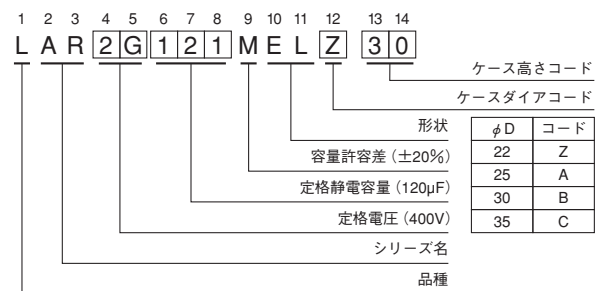 1 2 3 4 5 6 7 8 9 10 11 12 13 14
L A R 2 G 1 2 1 M E L Z 3 0
ケース高さコード
ケースダイアコード
形状
容量許容差 (±20%)
定格静電容量 (120µF)
定格電圧 (400V)
シリーズ名
品種
φD コード
22 Z
25 A
30 B
35 C